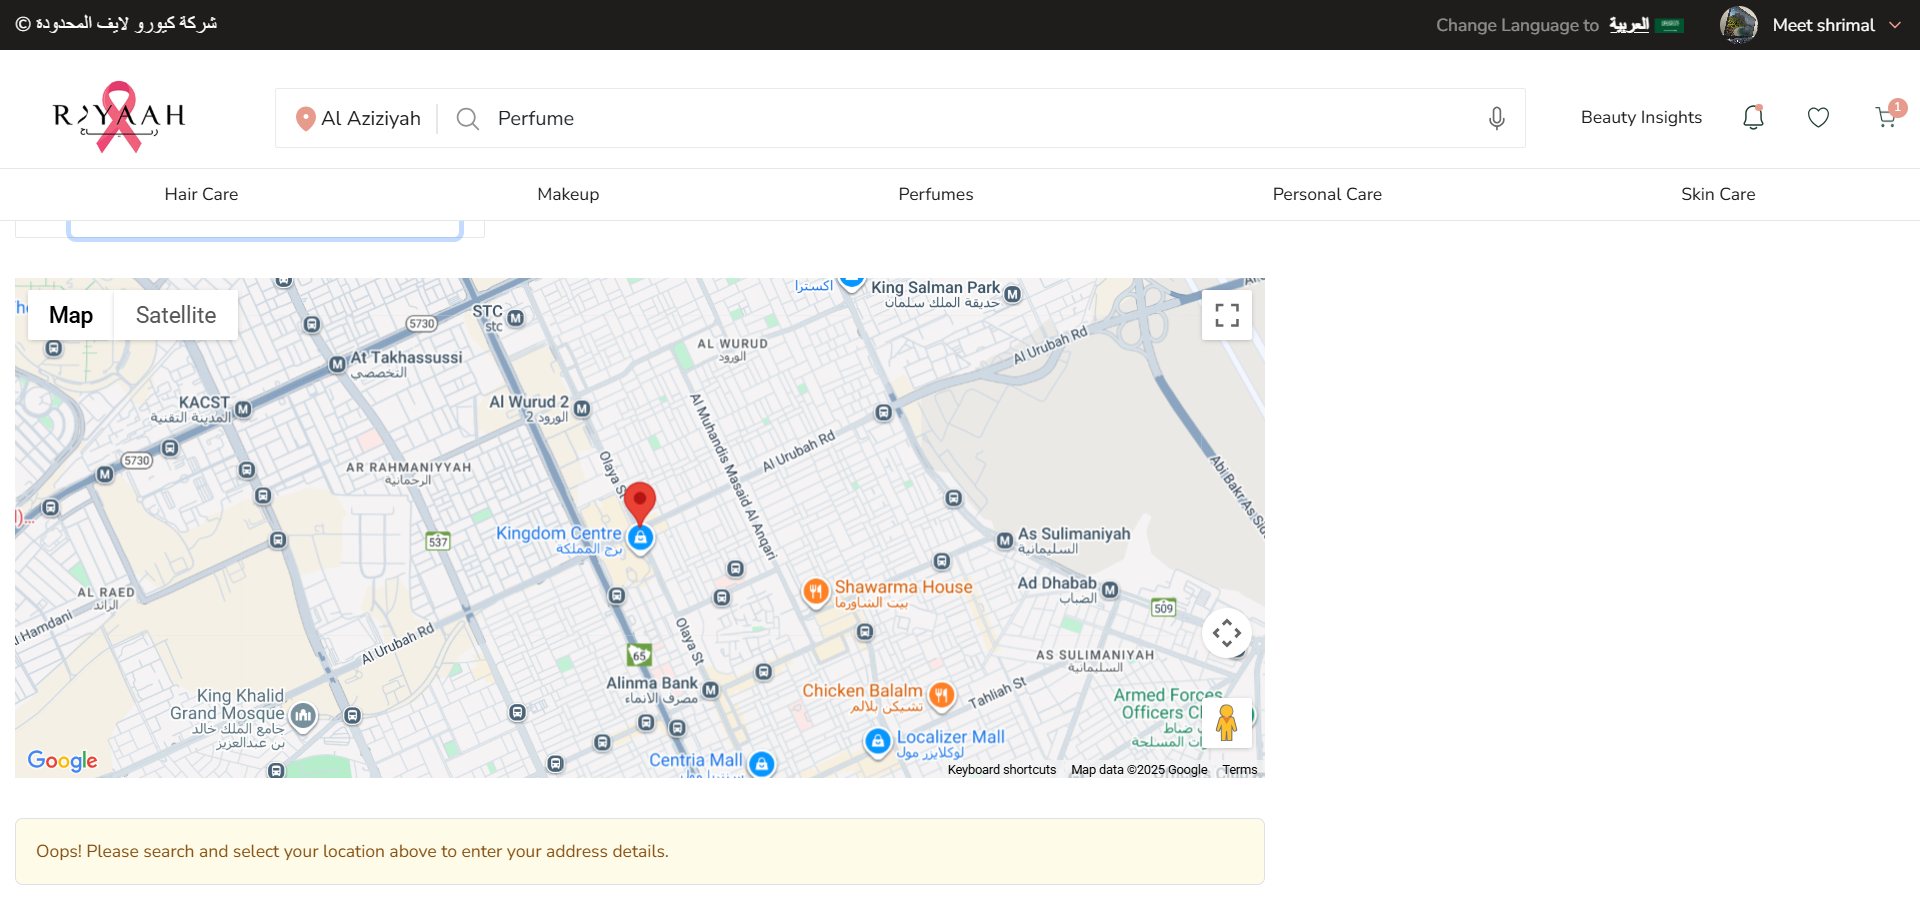 © شركة كيورو لايف المحدودة
Change Language to العربية
Meet shrimal
RIYAAH
رياح
Al Aziziyah
Perfume
Beauty Insights
1
Hair Care
Makeup
Perfumes
Personal Care
Skin Care
Map
Satellite
اكسترا
King Salman Park
حديقة الملك سلمان
STC
stc
5730
AL WURUD
الورود
Al Urubah Rd
At Takhassussi
التخصصي
KACST
المدينة التقنية
Al Wurud 2
الورود 2
Al Muhandis Masaid Al Anqari
Al Urubah Rd
5730
AR RAHMANIYYAH
الرحمانية
Olaya St
Abi Bakr As Sid
Kingdom Centre
برج المملكة
537
As Sulimaniyah
السليمانية
Shawarma House
بيت الشاورما
Ad Dhabab
الضباب
509
AL RAED
الرائد
Al Hamdani
Al Urubah Rd
Olaya St
65
AS SULIMANIYAH
السليمانية
Alinma Bank
مصرف الانماء
Chicken Balalm
تشيكن بلالم
Tahliah St
King Khalid
Grand Mosque
جامع الملك خالد
بن عبدالعزيز
Armed Forces
Officers Cl
ات المسلحة
Localizer Mall
لوكلايزر مول
Centria Mall
Google
Keyboard shortcuts
Map data ©2025 Google
Terms
Oops! Please search and select your location above to enter your address details.